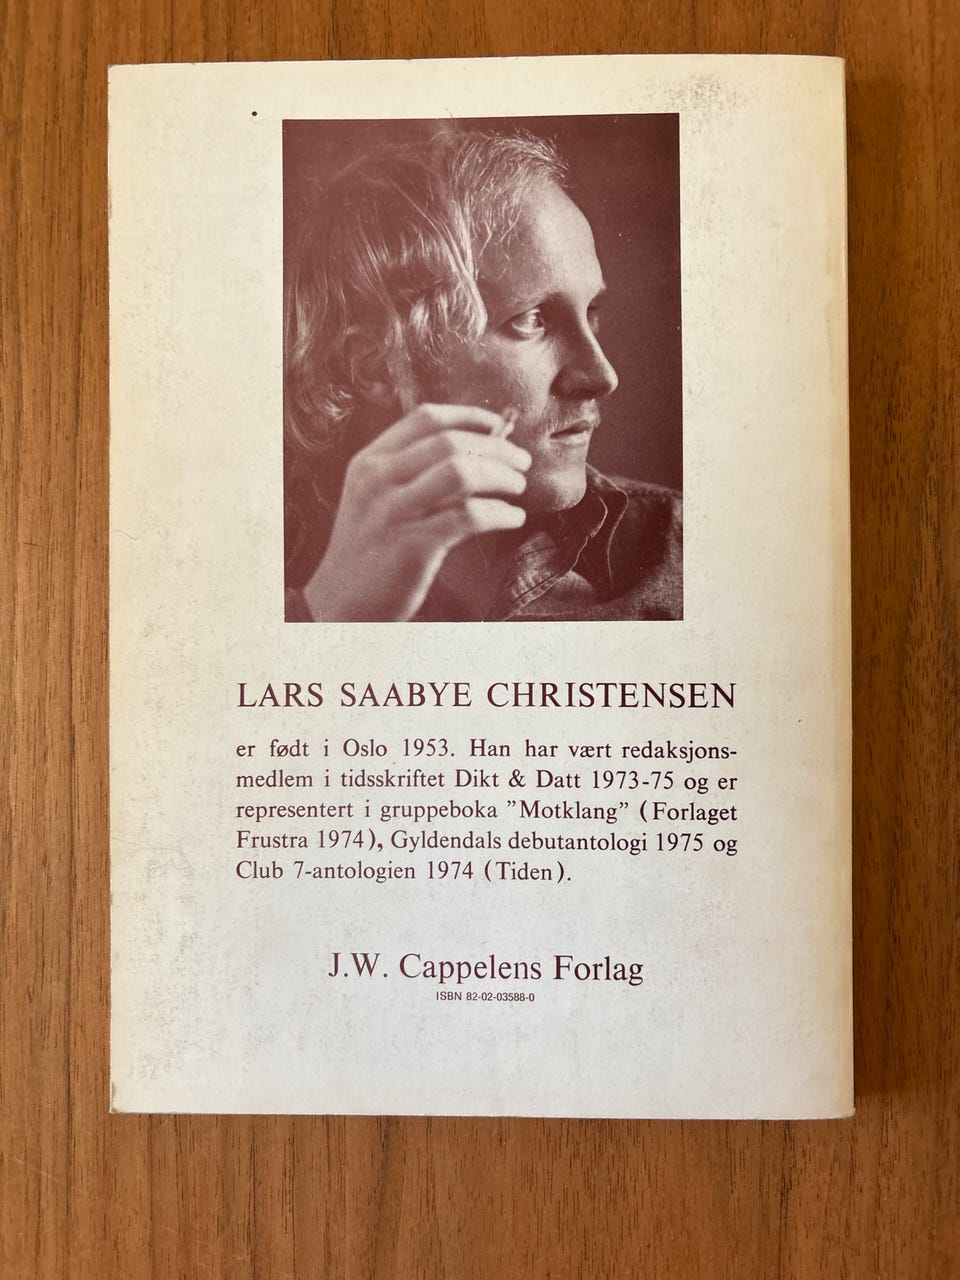 LARS SAABYE CHRISTENSEN
er født i Oslo 1953. Han har vært redaksjons-
medlem i tidsskriftet Dikt & Datt 1973-75 og er
representert i gruppeboka ”Motklang” (Forlaget
Frustra 1974), Gyldendals debutantologi 1975 og
Club 7-antologien 1974 (Tiden).
J.W. Cappelens Forlag
ISBN 82-02-03588-0